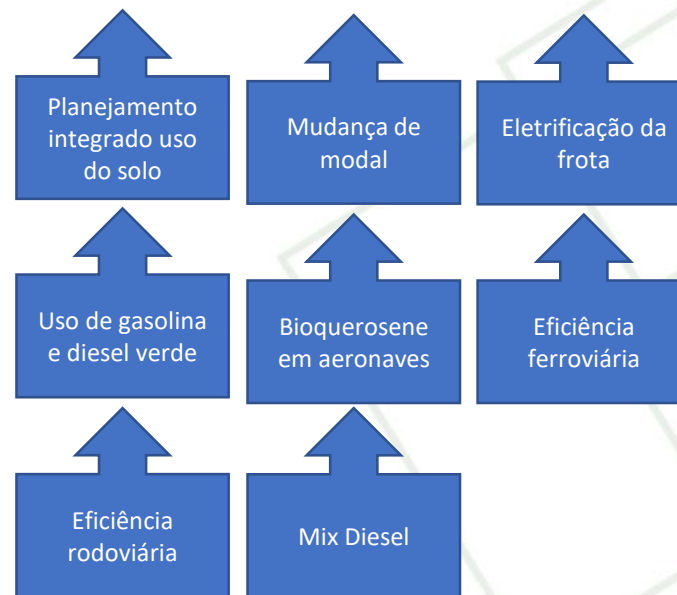 Planejamento
integrado uso
do solo
Mudança de
modal
Eletrificação da
frota
Uso de gasolina
e diesel verde
Bioquerosene
em aeronaves
Eficiência
ferroviária
Eficiência
rodoviária
Mix Diesel